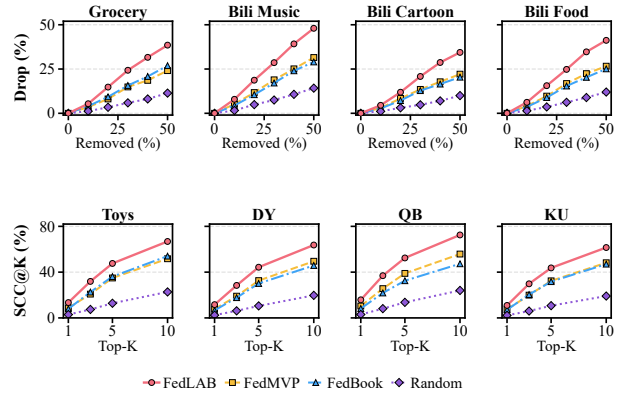 Grocery Bili Music Bili Cartoon Bili Food
Drop (%)
50
25
0
0 25 50 0 25 50 0 25 50 0 25 50
Removed (%) Removed (%) Removed (%) Removed (%)
Toys DY QB KU
SCC@K (%)
80
40
0
1 5 10 1 5 10 1 5 10 1 5 10
Top-K Top-K Top-K Top-K
FedLAB FedMVP FedBook Random